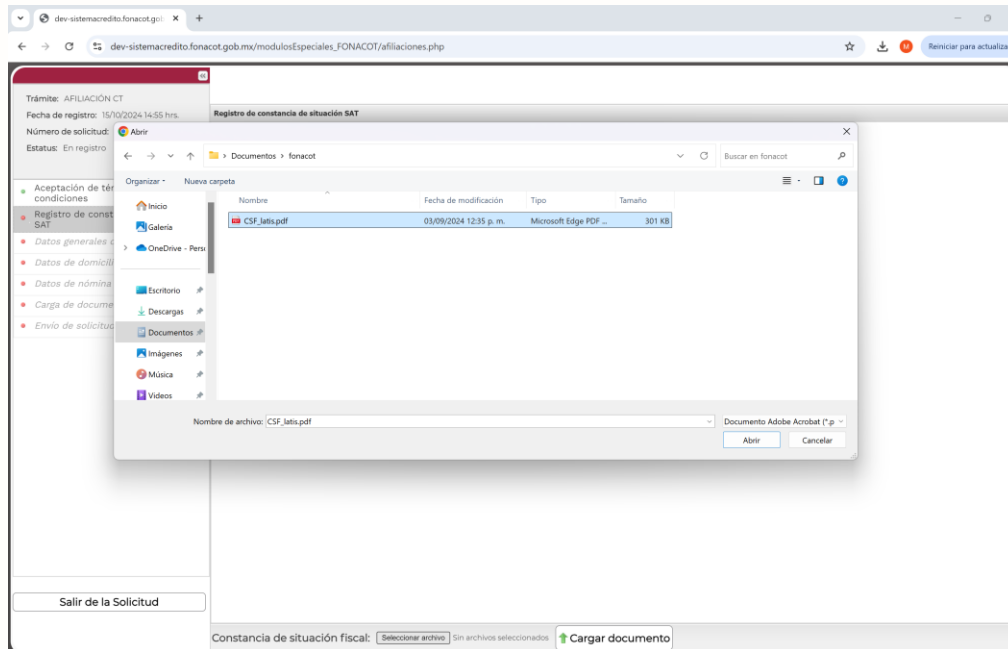 dev-sistemacredito.fonacot.gol
dev-sistemacredito.fonacot.gob.mx/modulosEspeciales_FONACOT/afiliaciones.php
M
Reiniciar para actualiza
Trámite: AFILIACIÓN CT
Fecha de registro: 15/10/2024 14:55 hrs.
Número de solicitud:
Estatus: En registro
Registro de constancia de situación SAT
Aceptación de tér
condiciones
Registro de const
SAT
Datos generales
Datos de domicili
Datos de nómina
Carga de docume
Envío de solicitud
Salir de la Solicitud
Abrir
Documentos > fonacot
Buscar en fonacot
Organizar
Nueva carpeta
Inicio
Galería
OneDrive - Perso
Escritorio
Descargas
Documentos
Imágenes
Música
Videos
Nombre Fecha de modificación Tipo Tamaño
CSF_latis.pdf 03/09/2024 12:35 p. m. Microsoft Edge PDF ... 301 KB
Nombre de archivo: CSF_latis.pdf
Documento Adobe Acrobat (*.p
Abrir Cancelar
Constancia de situación fiscal: Seleccionar archivo Sin archivos seleccionados Cargar documento